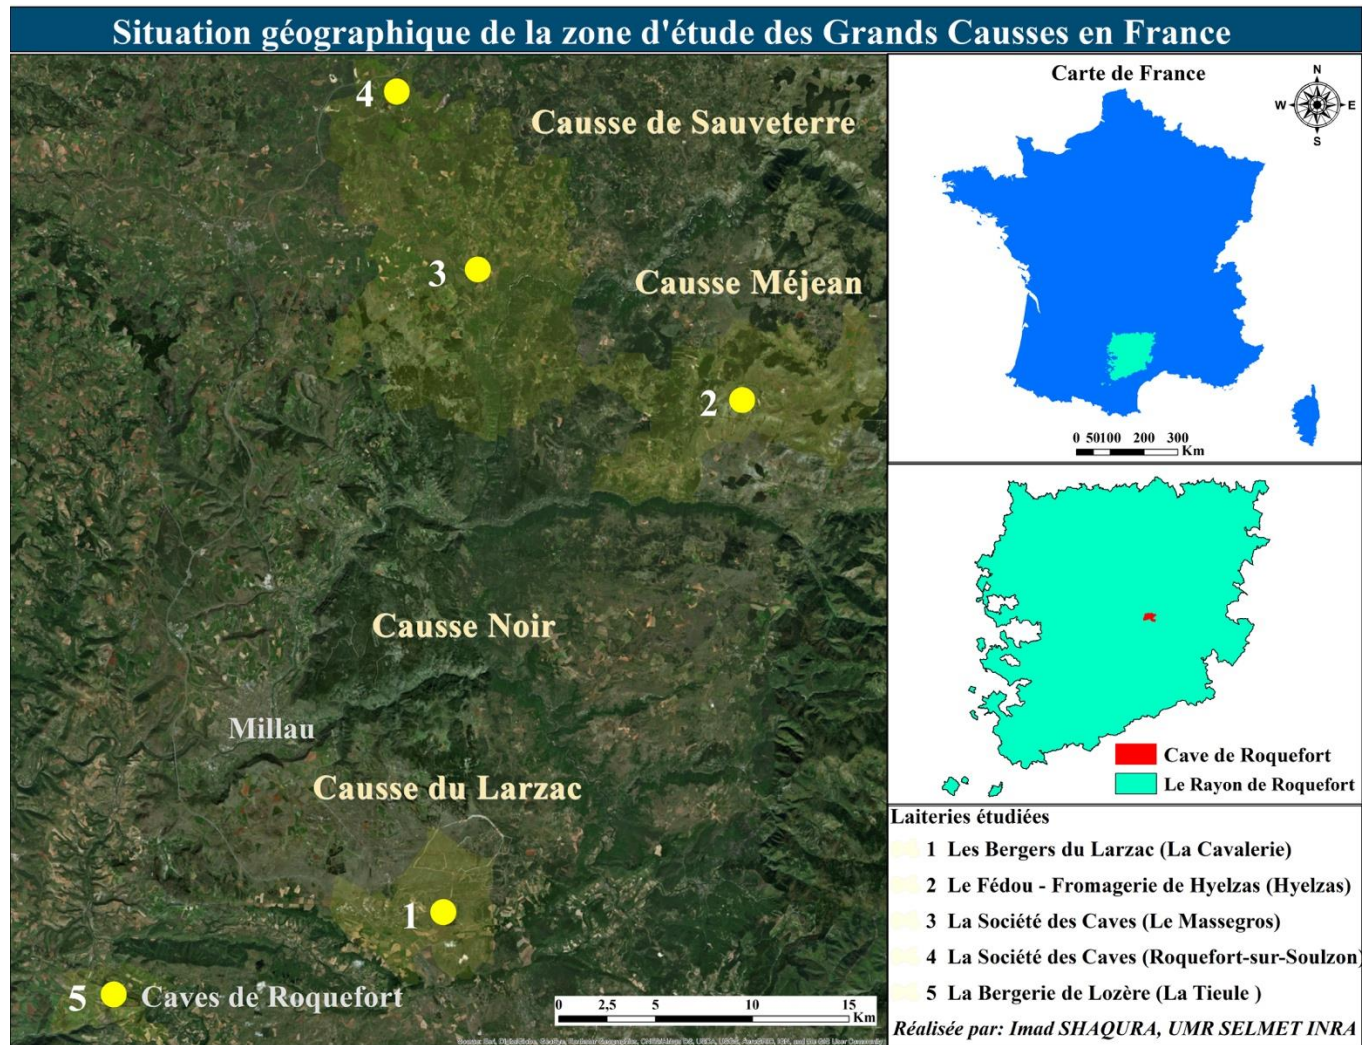 Situation géographique de la zone d'étude des Grands Causses en France
4
Causse de Sauveterre
3
Causse Méjean
2
Causse Noir
Millau
Causse du Larzac
1
5 Caves de Roquefort
0 2,5 5 10 15
Km
Carte de France
N
W E
S
0 50100 200 300
Km
Cave de Roquefort
Le Rayon de Roquefort
Laiteries étudiées
1 Les Bergers du Larzac (La Cavalerie)
2 Le Fédou - Fromagerie de Hyelzas (Hyelzas)
3 La Société des Caves (Le Massegros)
4 La Société des Caves (Roquefort-sur-Soulzon)
5 La Bergerie de Lozère (La Tieule )
Réalisée par: Imad SHAQURA, UMR SELMET INRA